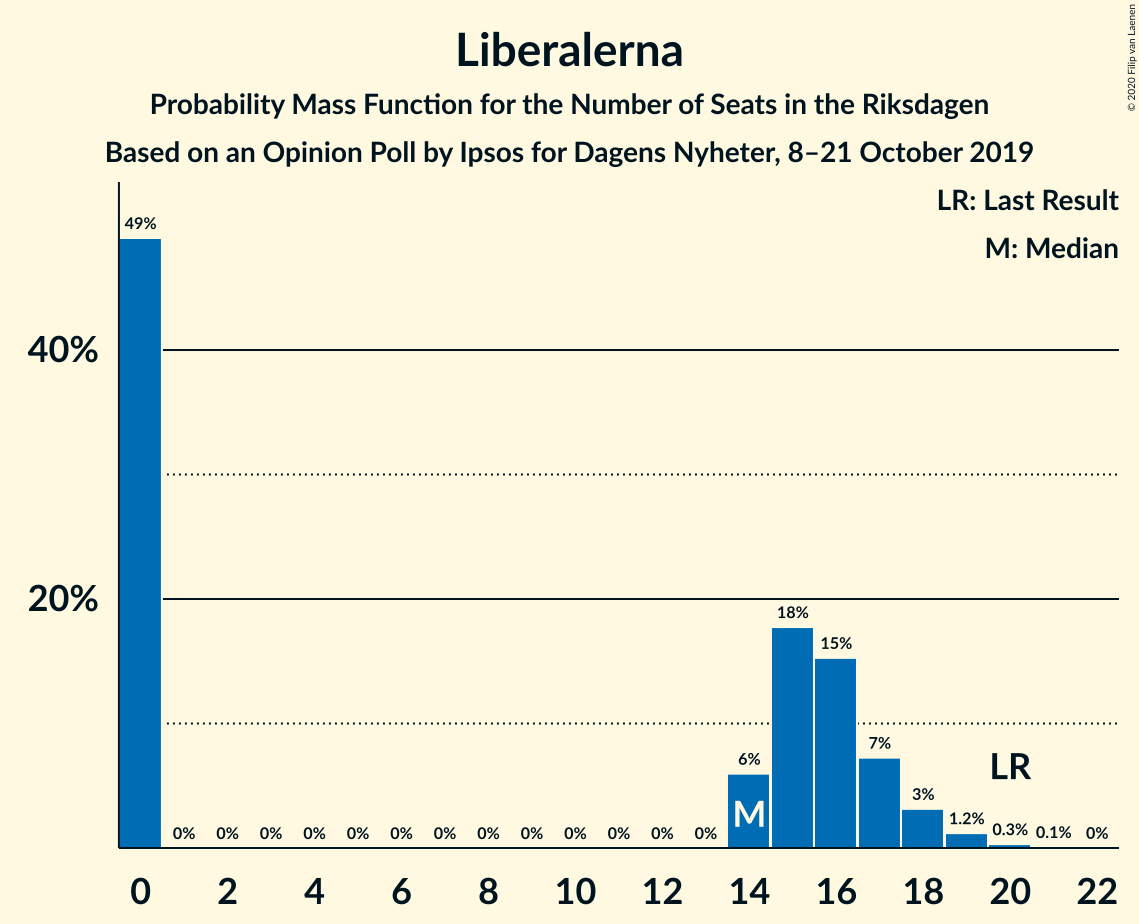 Liberalerna
Probability Mass Function for the Number of Seats in the Riksdagen
Based on an Opinion Poll by Ipsos for Dagens Nyheter, 8–21 October 2019
© 2020 Filip van Laenen
LR: Last Result
M: Median
49%
40%
20%
18%
15%
7%
6%
LR
3%
M
1.2%
0% 0% 0% 0% 0% 0% 0% 0% 0% 0% 0% 0% 0% 0.3% 0.1% 0%
0 2 4 6 8 10 12 14 16 18 20 22